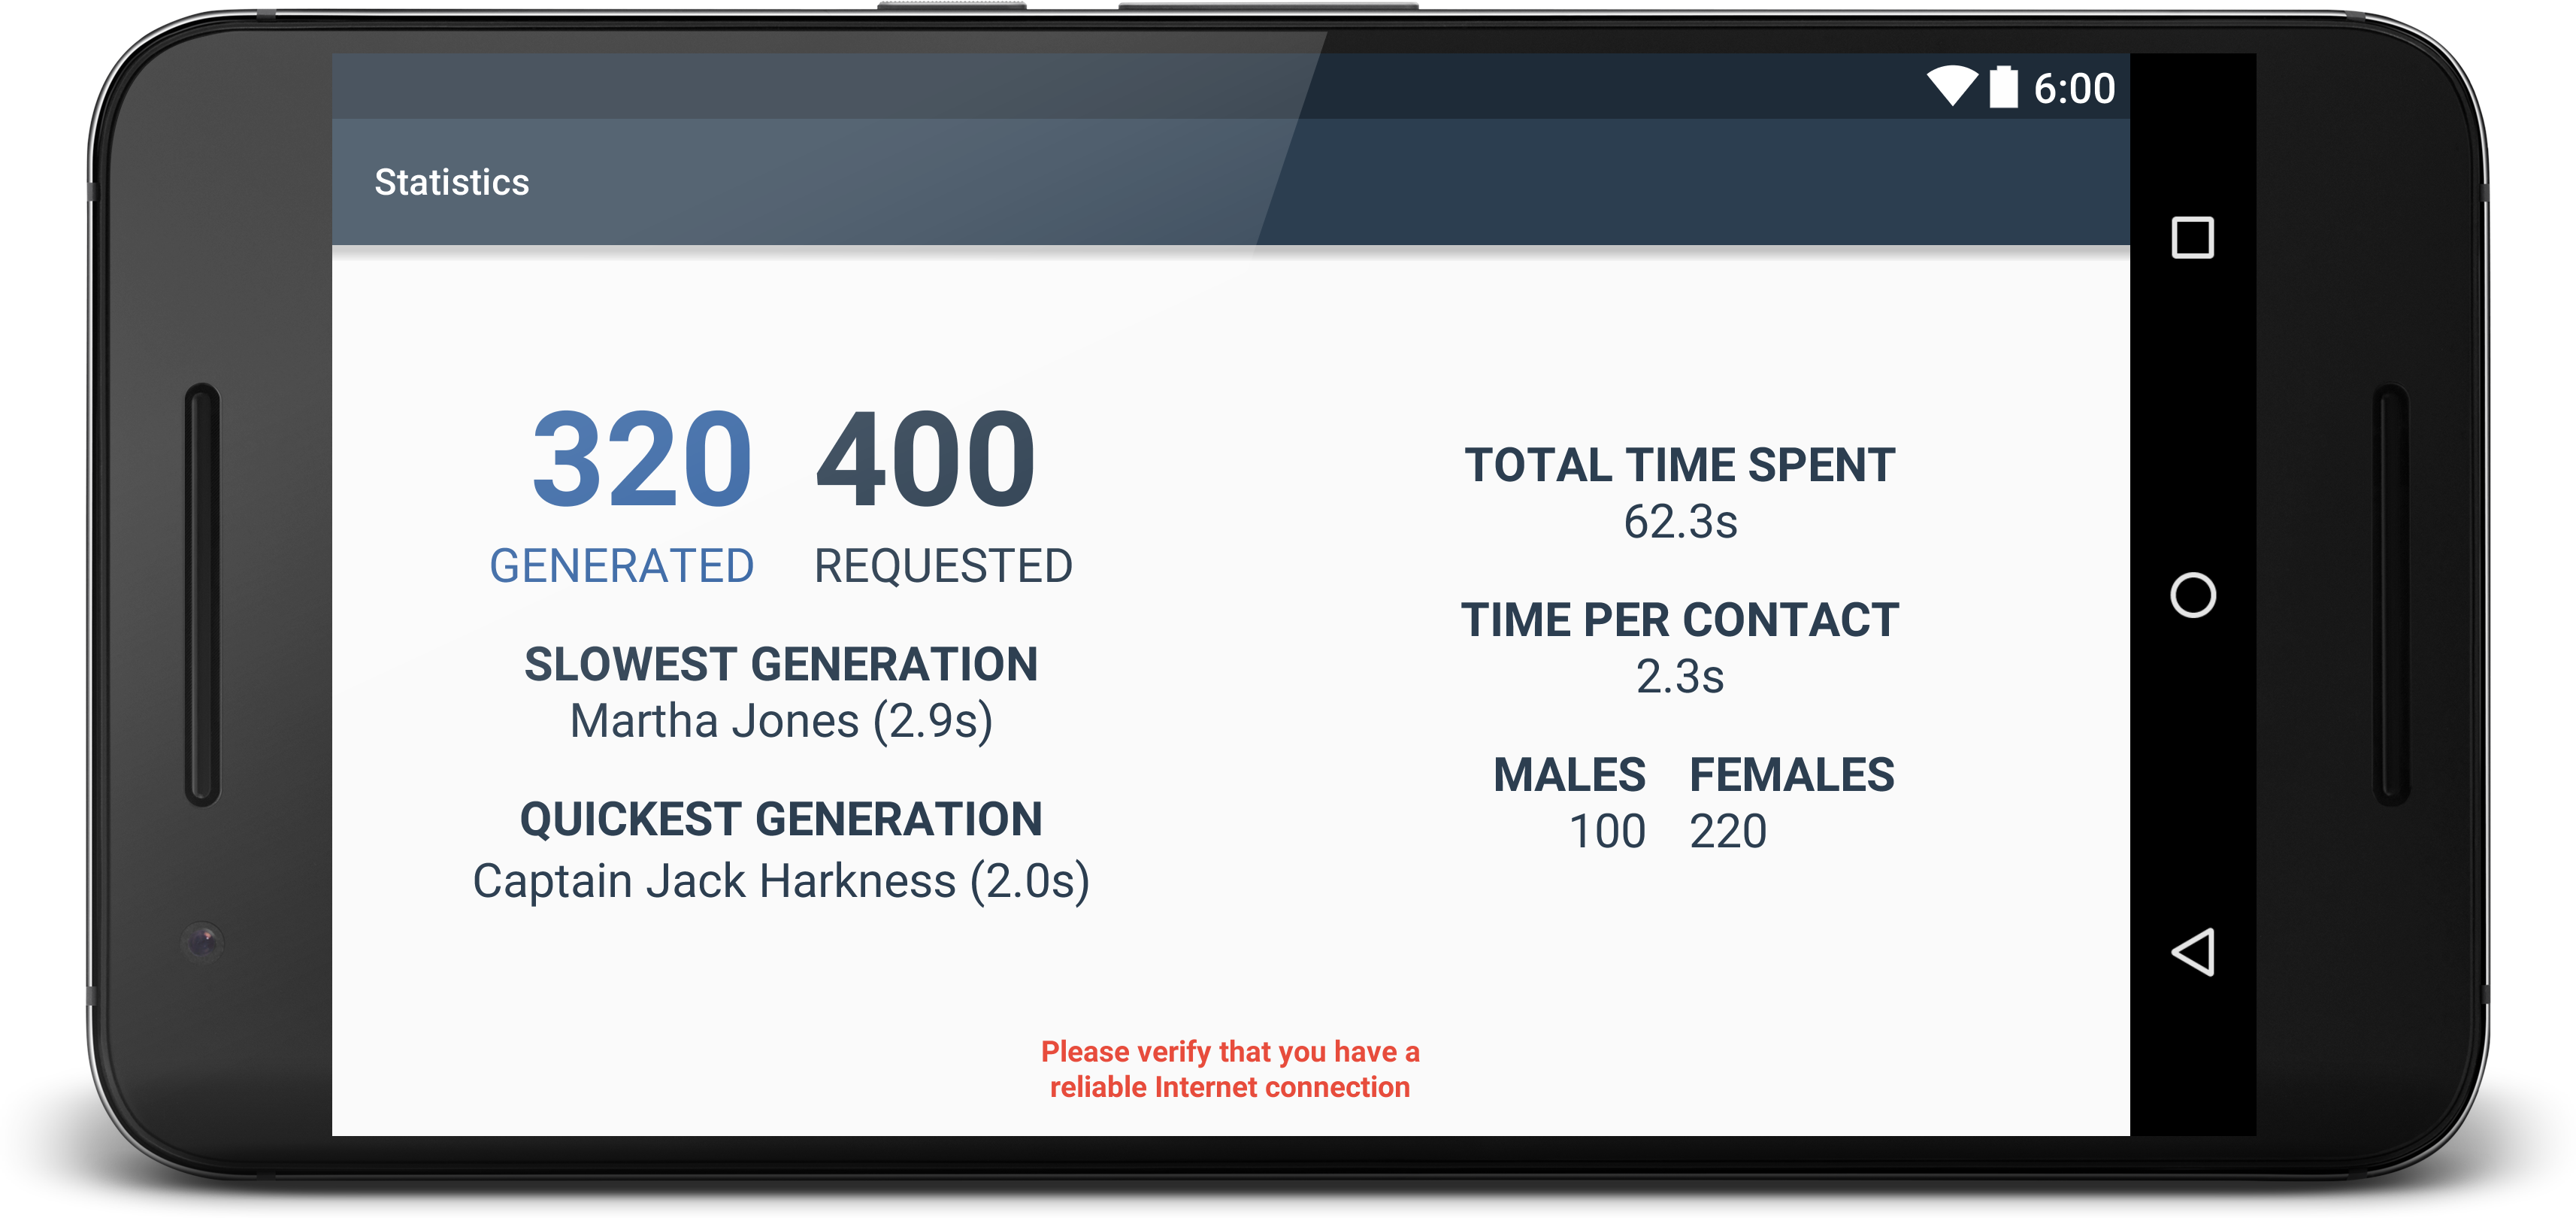 6:00
Statistics
320 400
GENERATED REQUESTED
SLOWEST GENERATION
Martha Jones (2.9s)
QUICKEST GENERATION
Captain Jack Harkness (2.0s)
TOTAL TIME SPENT
62.3s
TIME PER CONTACT
2.3s
MALES FEMALES
100 220
Please verify that you have a
reliable Internet connection